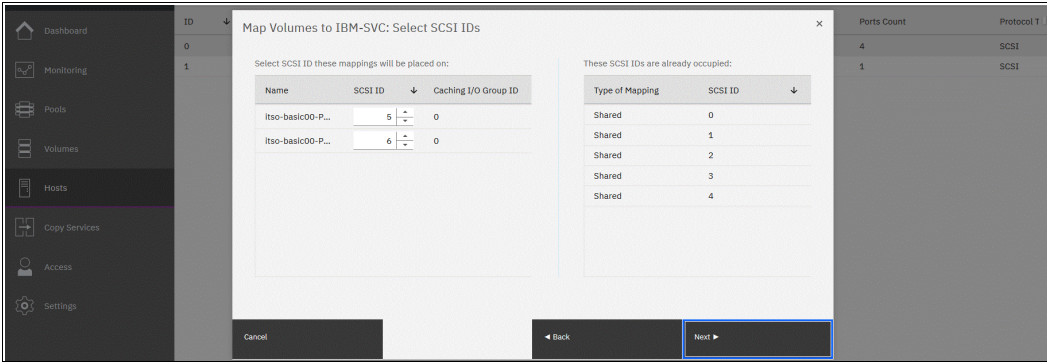 Dashboard
Monitoring
Pools
Volumes
Hosts
Copy Services
Access
Settings
ID ↓
0
1
Map Volumes to IBM-SVC: Select SCSI IDs ×
Select SCSI ID these mappings will be placed on:
Name SCSI ID ↓ Caching I/O Group ID
itso-basic00-P... 5 0
itso-basic00-P... 6 0
These SCSI IDs are already occupied:
Type of Mapping SCSI ID ↓
Shared 0
Shared 1
Shared 2
Shared 3
Shared 4
Cancel
◄ Back
Next ►
Ports Count Protocol T
4 SCSI
1 SCSI